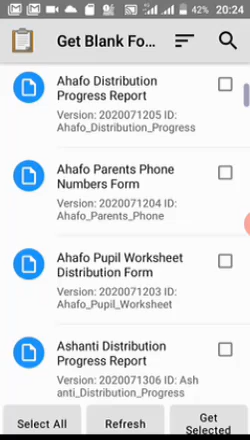 42% 20:24
Get Blank Fo...
Ahafo Distribution
Progress Report
Version: 2020071205 ID:
Ahafo_Distribution_Progress
Ahafo Parents Phone
Numbers Form
Version: 2020071204 ID:
Ahafo_Parents_Phone
Ahafo Pupil Worksheet
Distribution Form
Version: 2020071203 ID:
Ahafo_Pupil_Worksheet
Ashanti Distribution
Progress Report
Version: 2020071306 ID: Ash
anti_Distribution_Progress
Select All
Refresh
Get
Selected